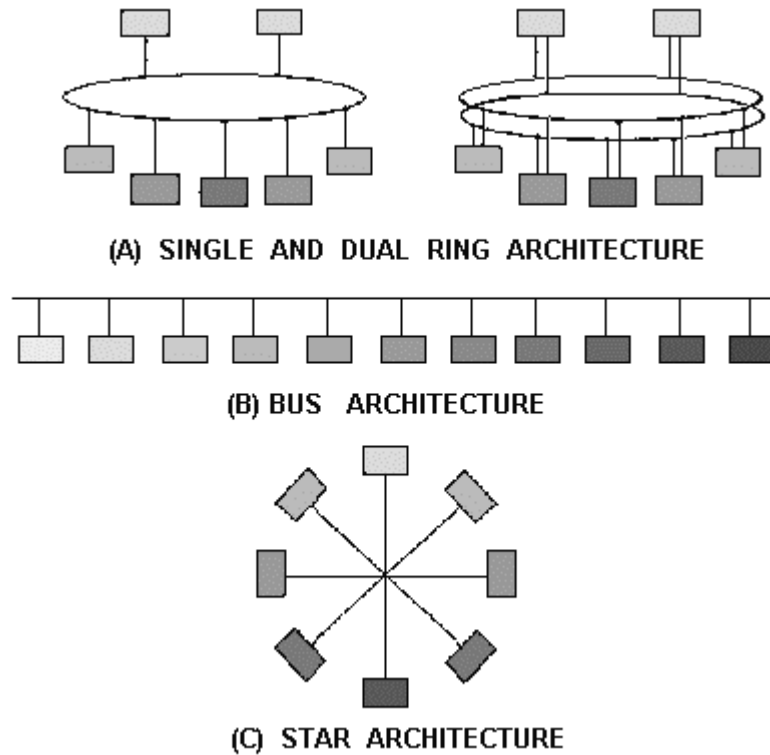 (A) SINGLE AND DUAL RING ARCHITECTURE
(B) BUS ARCHITECTURE
(C) STAR ARCHITECTURE